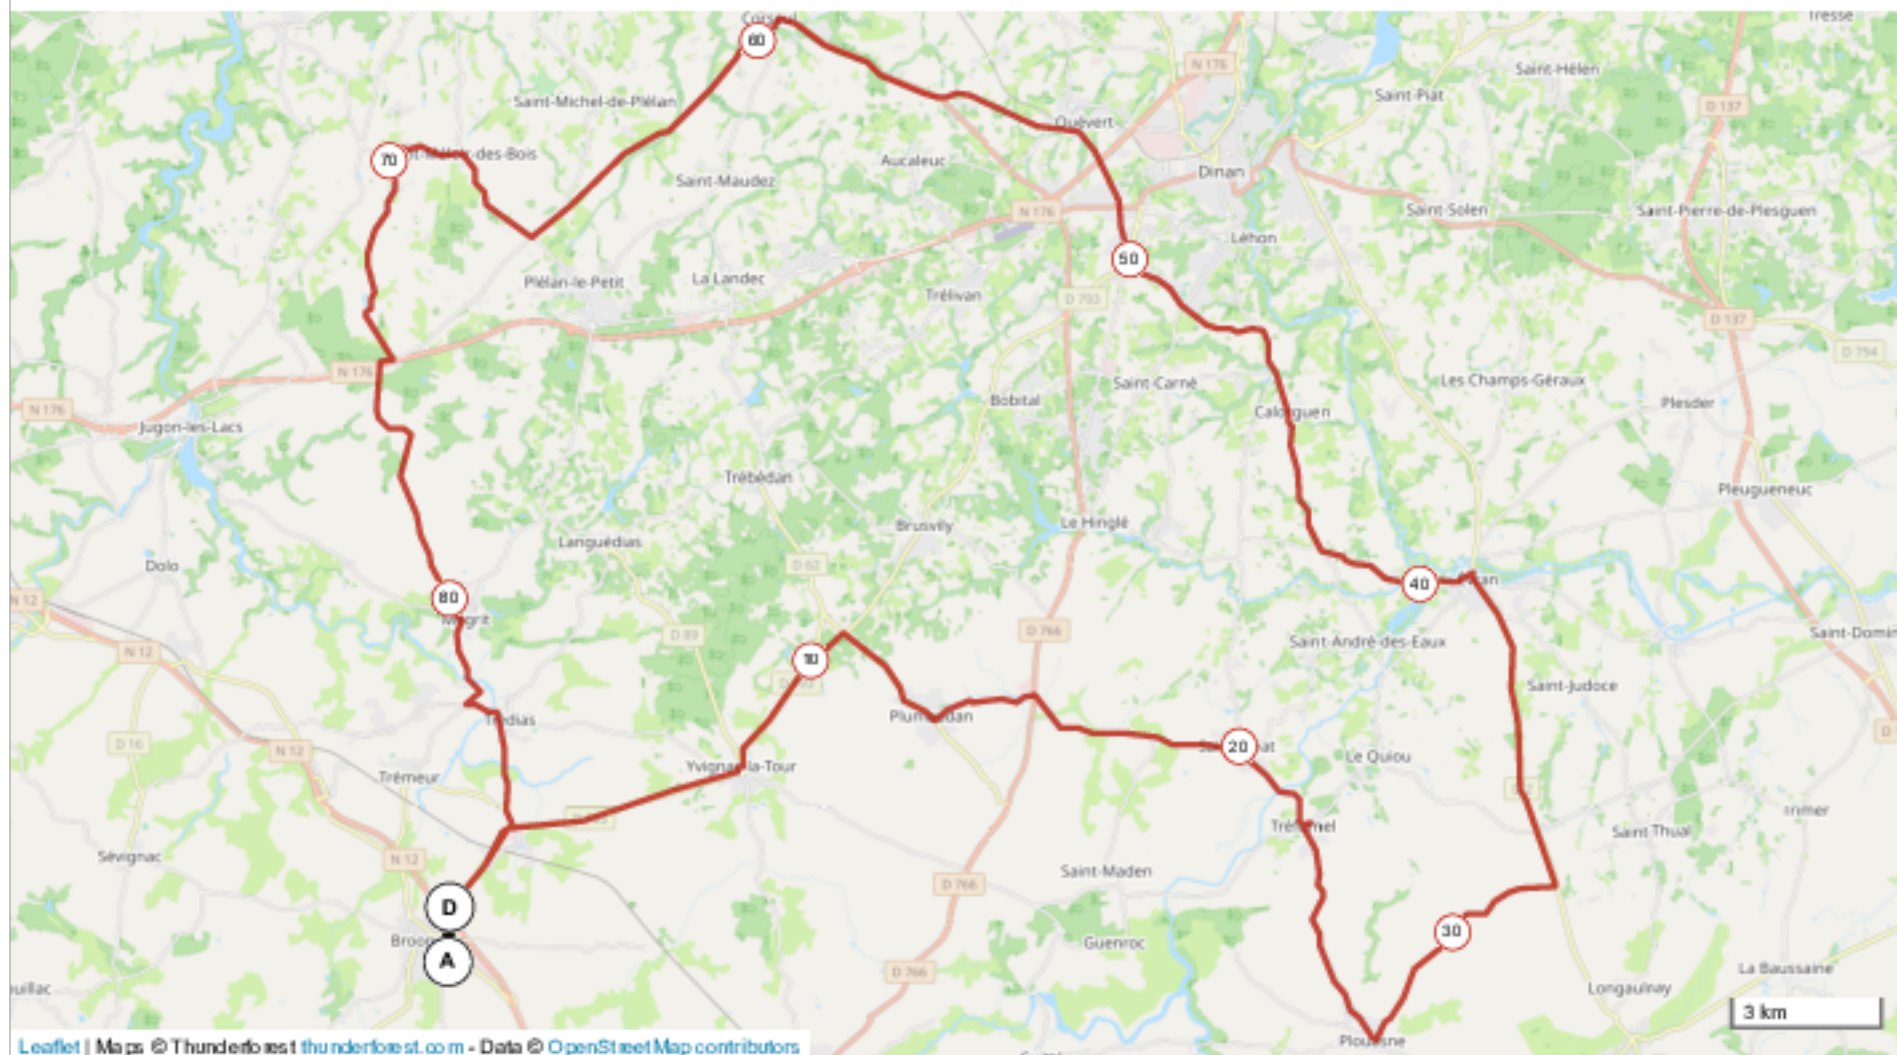 Tresse
Corseul
60
N 176
Saint-Hélen
Saint-Michel-de-Plélan
Saint-Piat
D 137
Quévert
70
Aucaleuc
Dinan
Saint-Maudez
N 176
Saint-Solen
Saint-Pierre-de-Plesguen
Léhon
50
Plélan-le-Petit
La Landec
Trélivan
D 793
D 137
D 794
N 176
Saint-Carné
Les Champs-Géraux
N 176
Bobital
Calorguen
Plesder
Jugon-les-Lacs
Trébédan
Pleugueneuc
Brusvily
Le Hinglé
Languédias
Dolo
D 62
40
80
N 12
D 89
D 766
Saint-André-des-Eaux
Saint-Domin
N 12
10
Saint-Judoce
Plumaudan
D 16
N 12
20
Yvignac-la-Tour
Le Quiou
Trémeur
Saint Thual
Sévignac
N 12
Saint-Maden
D 766
D
30
Guenroc
A
D 766
La Baussaine
Longaulnay
3 km
Leaflet | Maps © Thunderforest thunderforest.com - Data © OpenStreetMap contributors